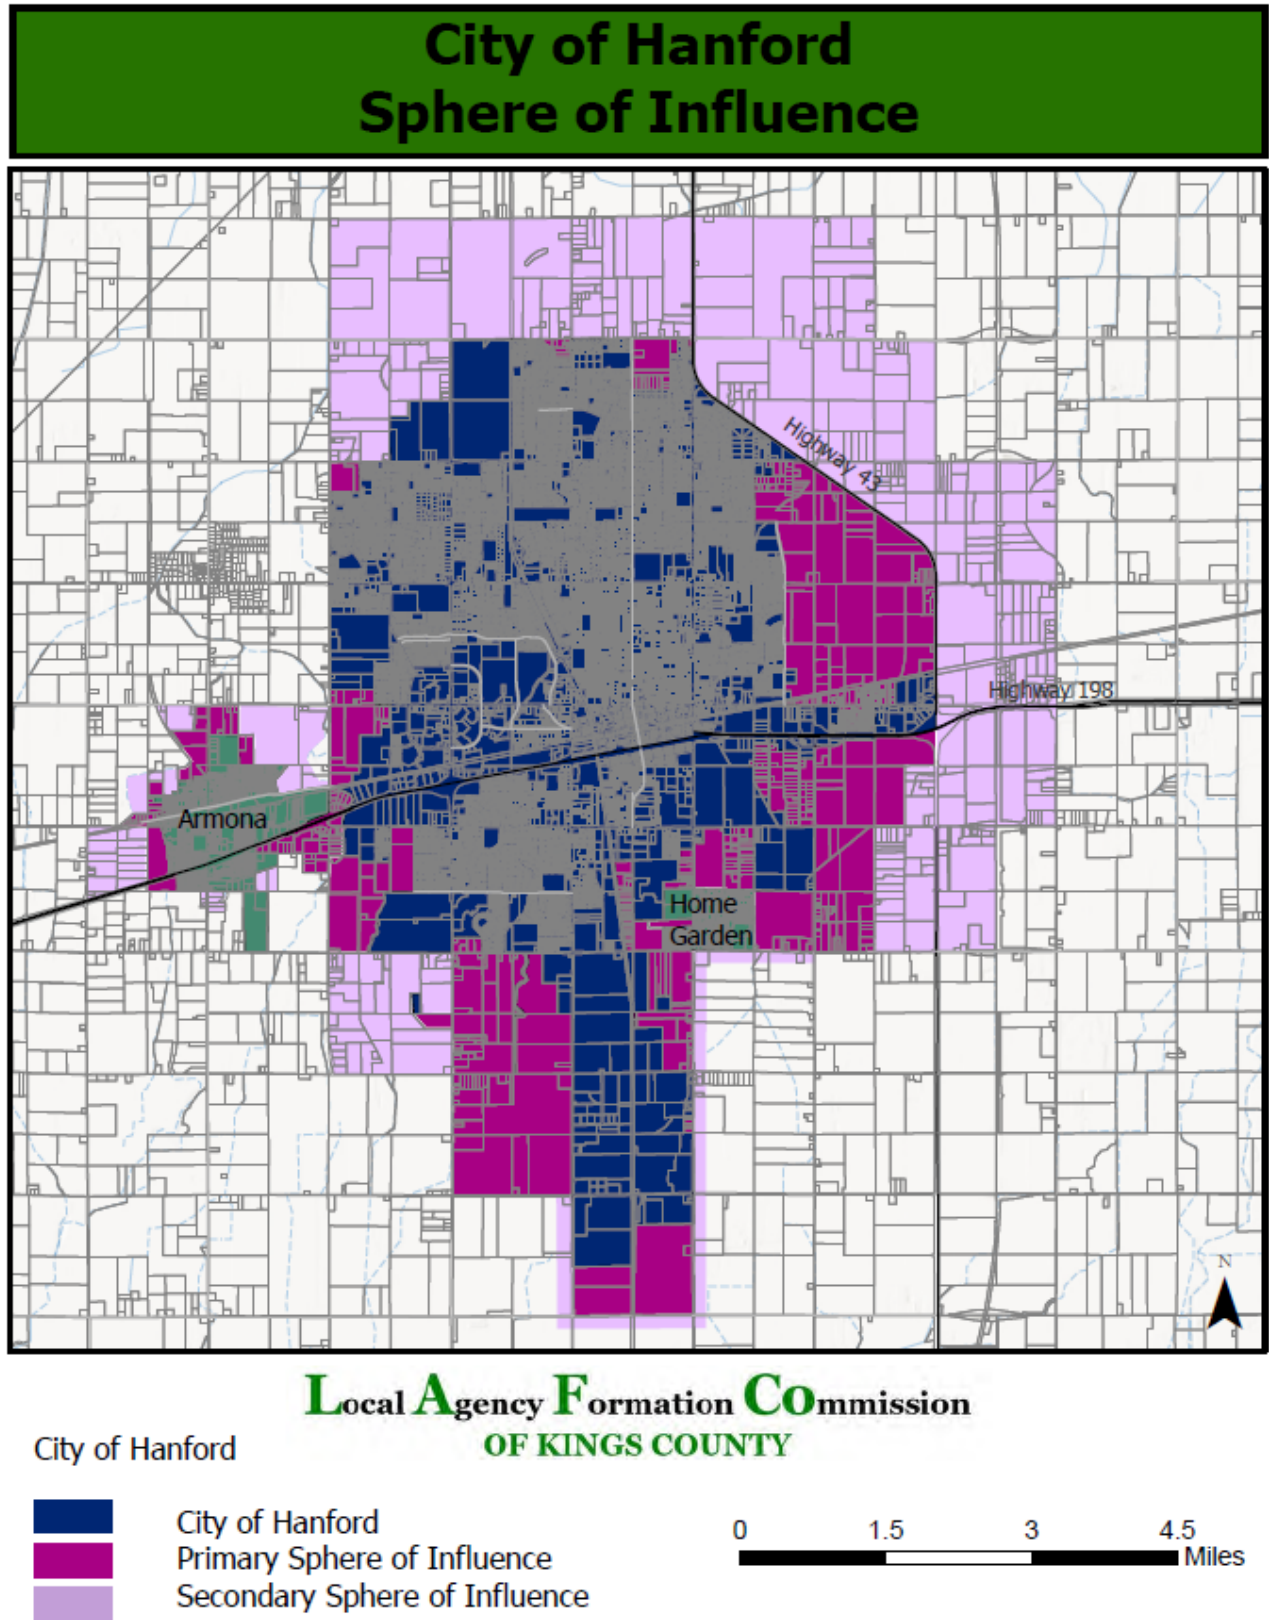 City of Hanford
Sphere of Influence
Highway 43
Highway 198
Armona
Home
Garden
N
Local Agency Formation Commission
OF KINGS COUNTY
City of Hanford
City of Hanford
Primary Sphere of Influence
Secondary Sphere of Influence
0 1.5 3 4.5
Miles